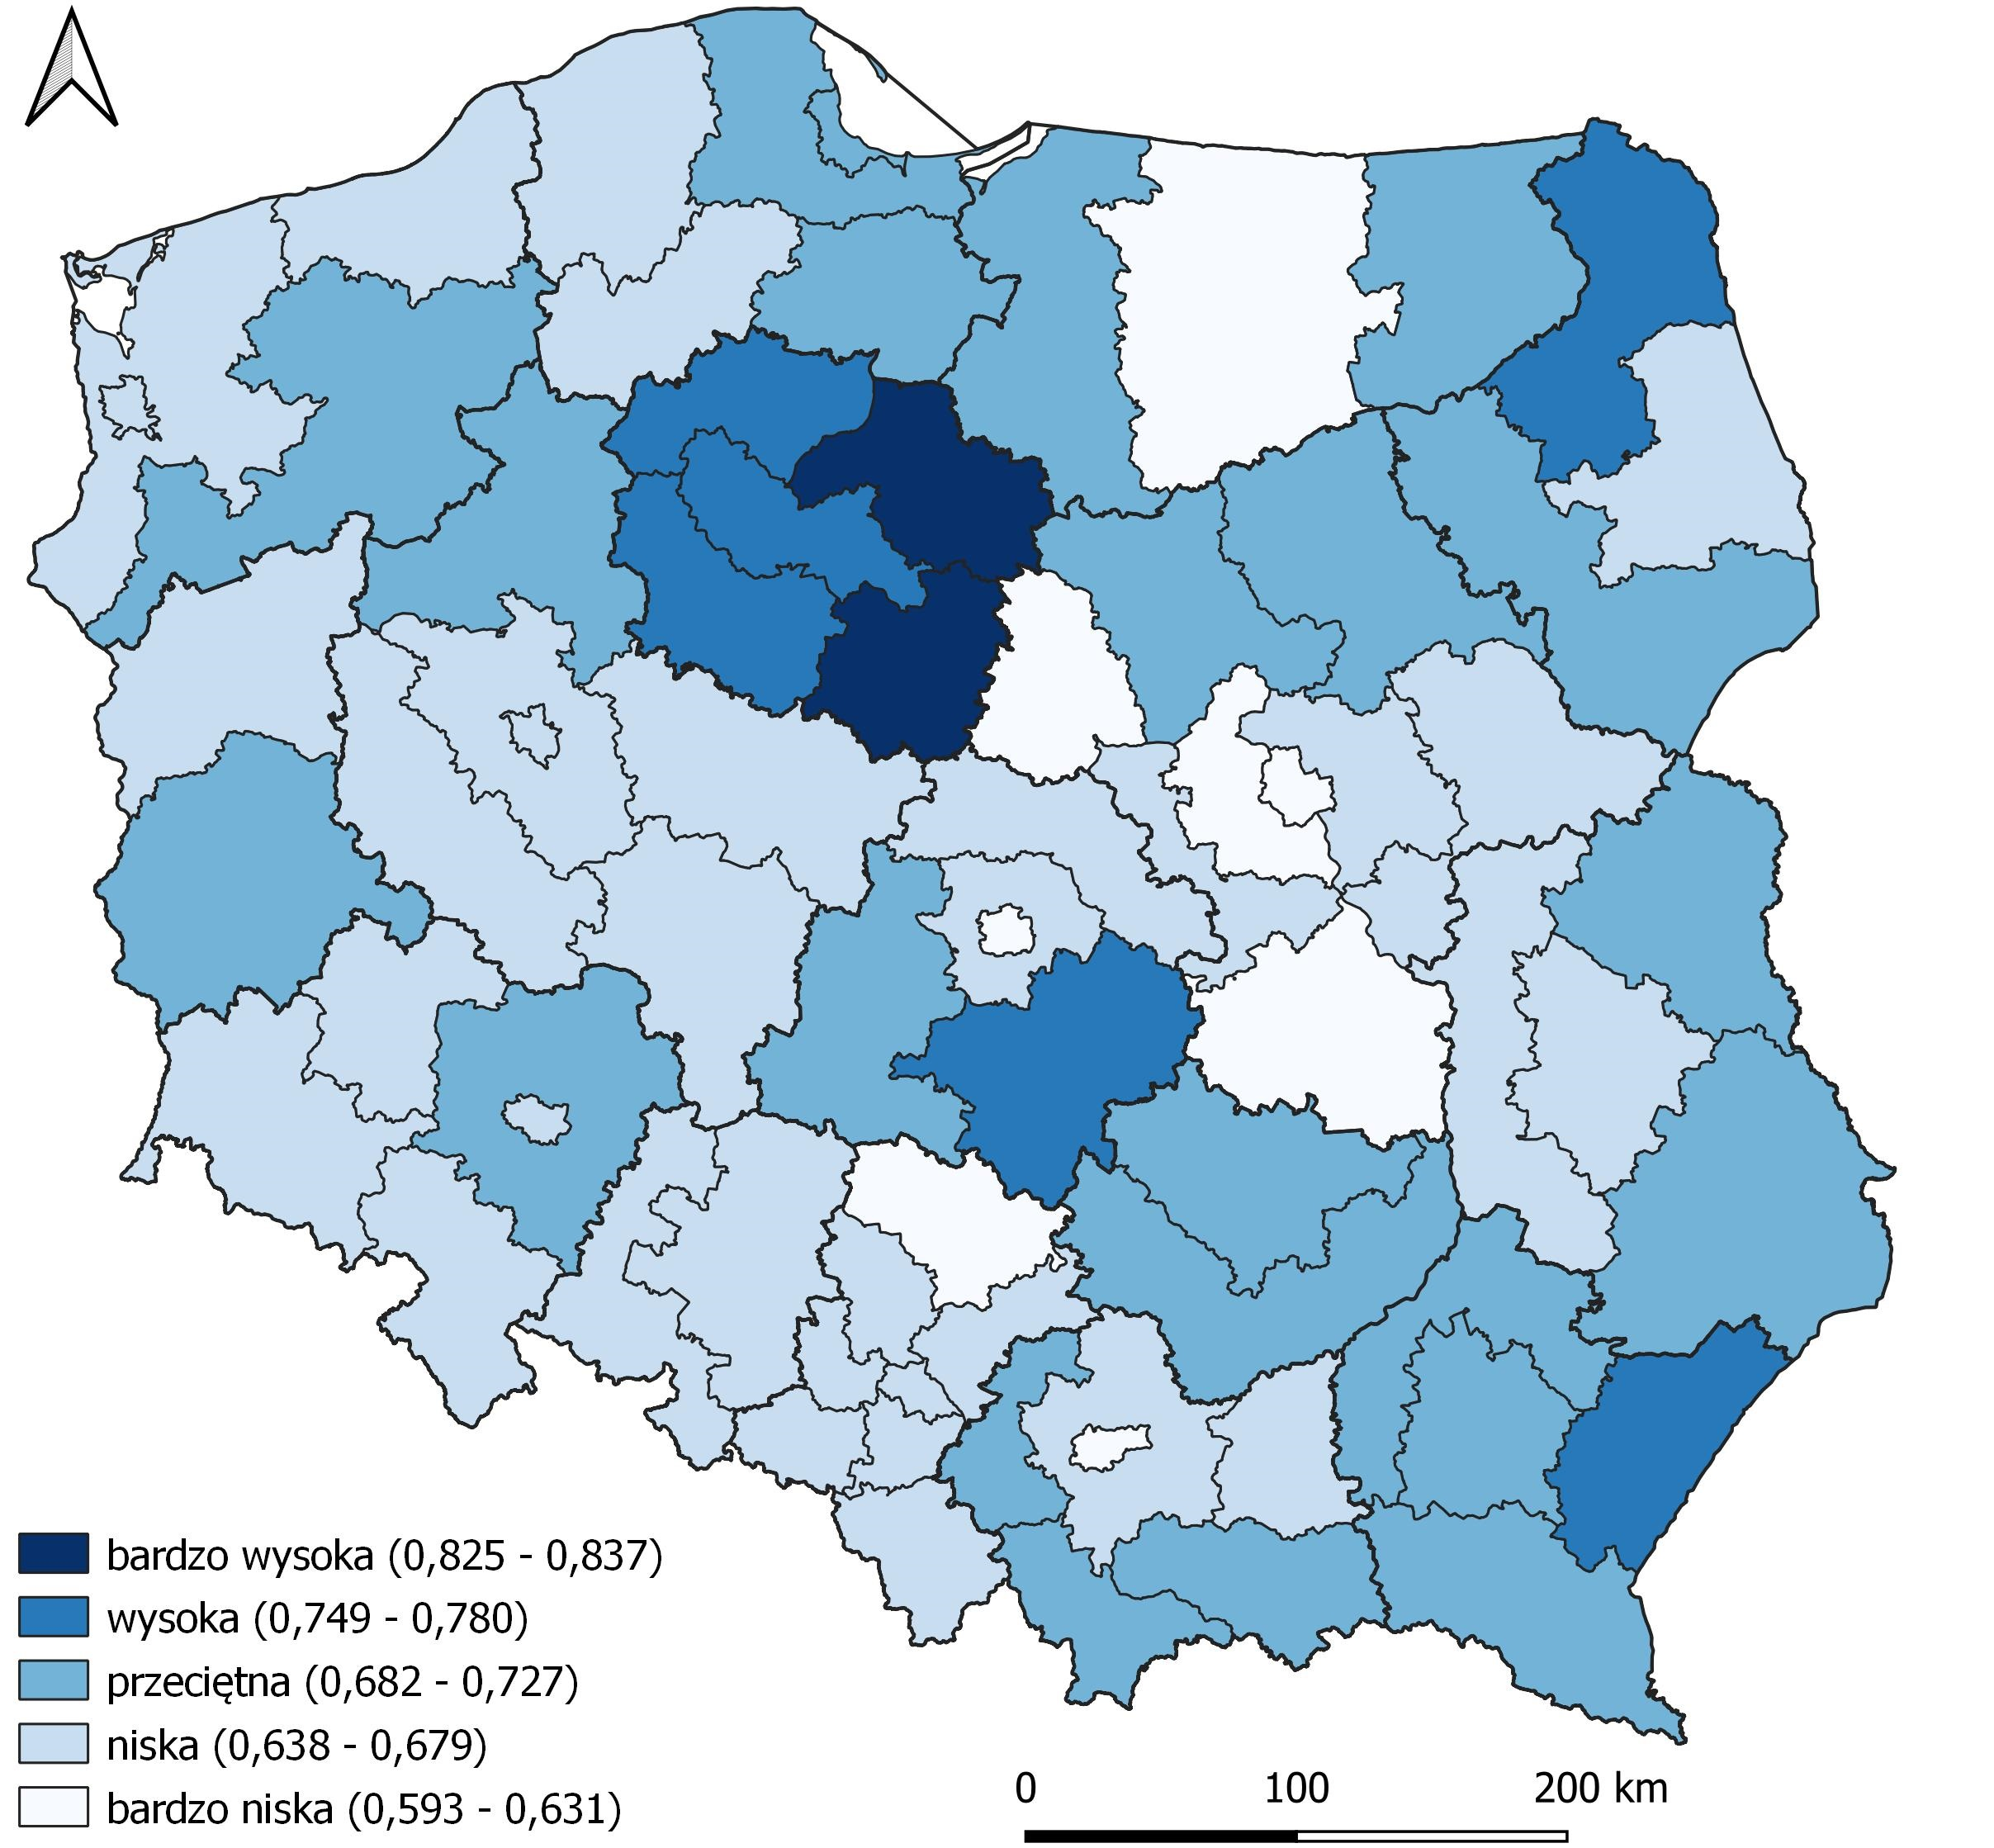 bardzo wysoka (0,825 - 0,837)
wysoka (0,749 - 0,780)
przeciętna (0,682 - 0,727)
niska (0,638 - 0,679)
bardzo niska (0,593 - 0,631)
0 100 200 km